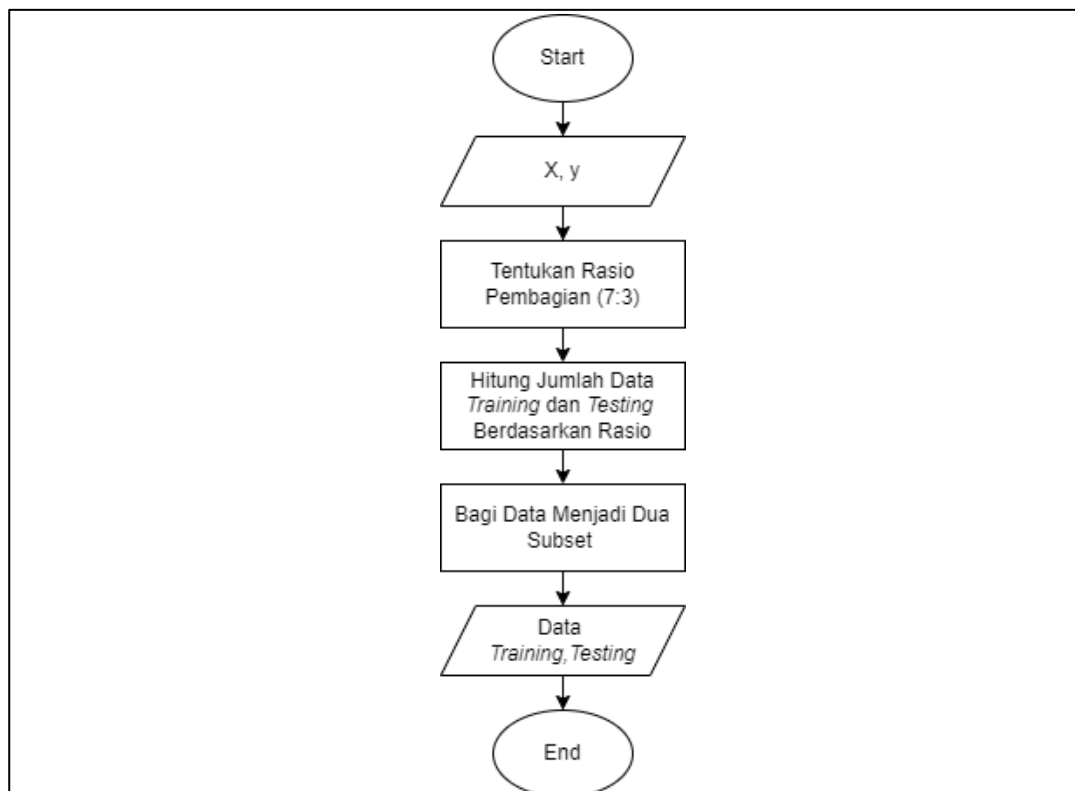 Start
X, y
Tentukan Rasio
Pembagian (7:3)
Hitung Jumlah Data
Training dan Testing
Berdasarkan Rasio
Bagi Data Menjadi Dua
Subset
Data
Training, Testing
End